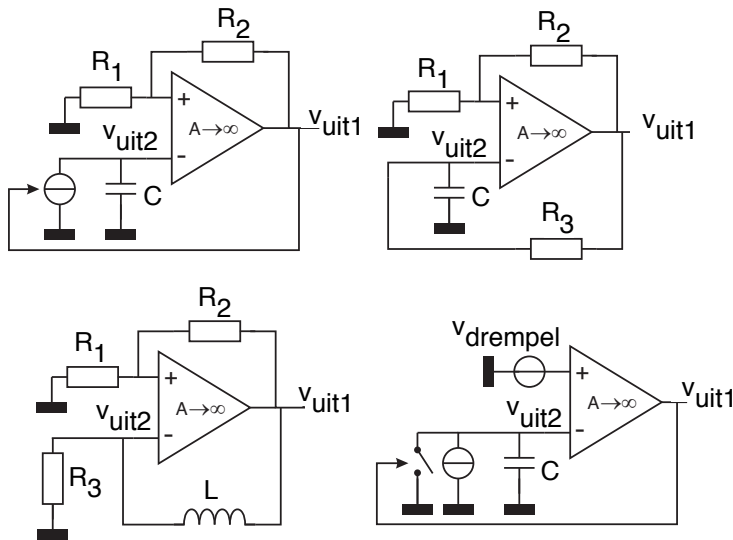 R2
R1
+
A→∞
-
vuit1
vuit2
C
R2
R1
+
A→∞
-
vuit1
vuit2
C
R3
R2
R1
+
A→∞
-
vuit1
vuit2
R3
L
vdrempel
+
A→∞
-
vuit1
vuit2
C